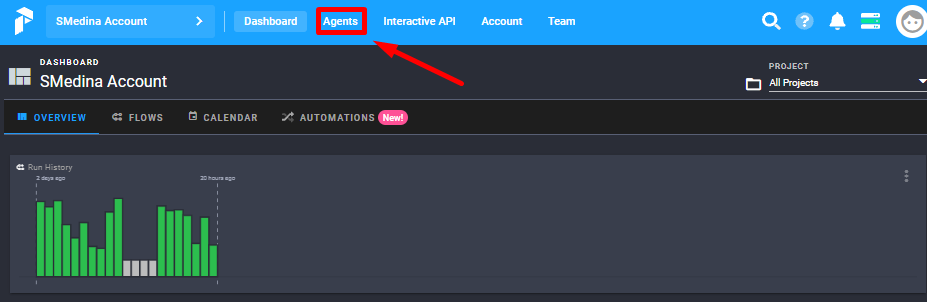 SMedina Account
Dashboard
Agents
Interactive API
Account
Team
?
DASHBOARD
SMedina Account
PROJECT
All Projects
OVERVIEW
FLOWS
CALENDAR
AUTOMATIONS New!
Run History
2 days ago
20 hours ago